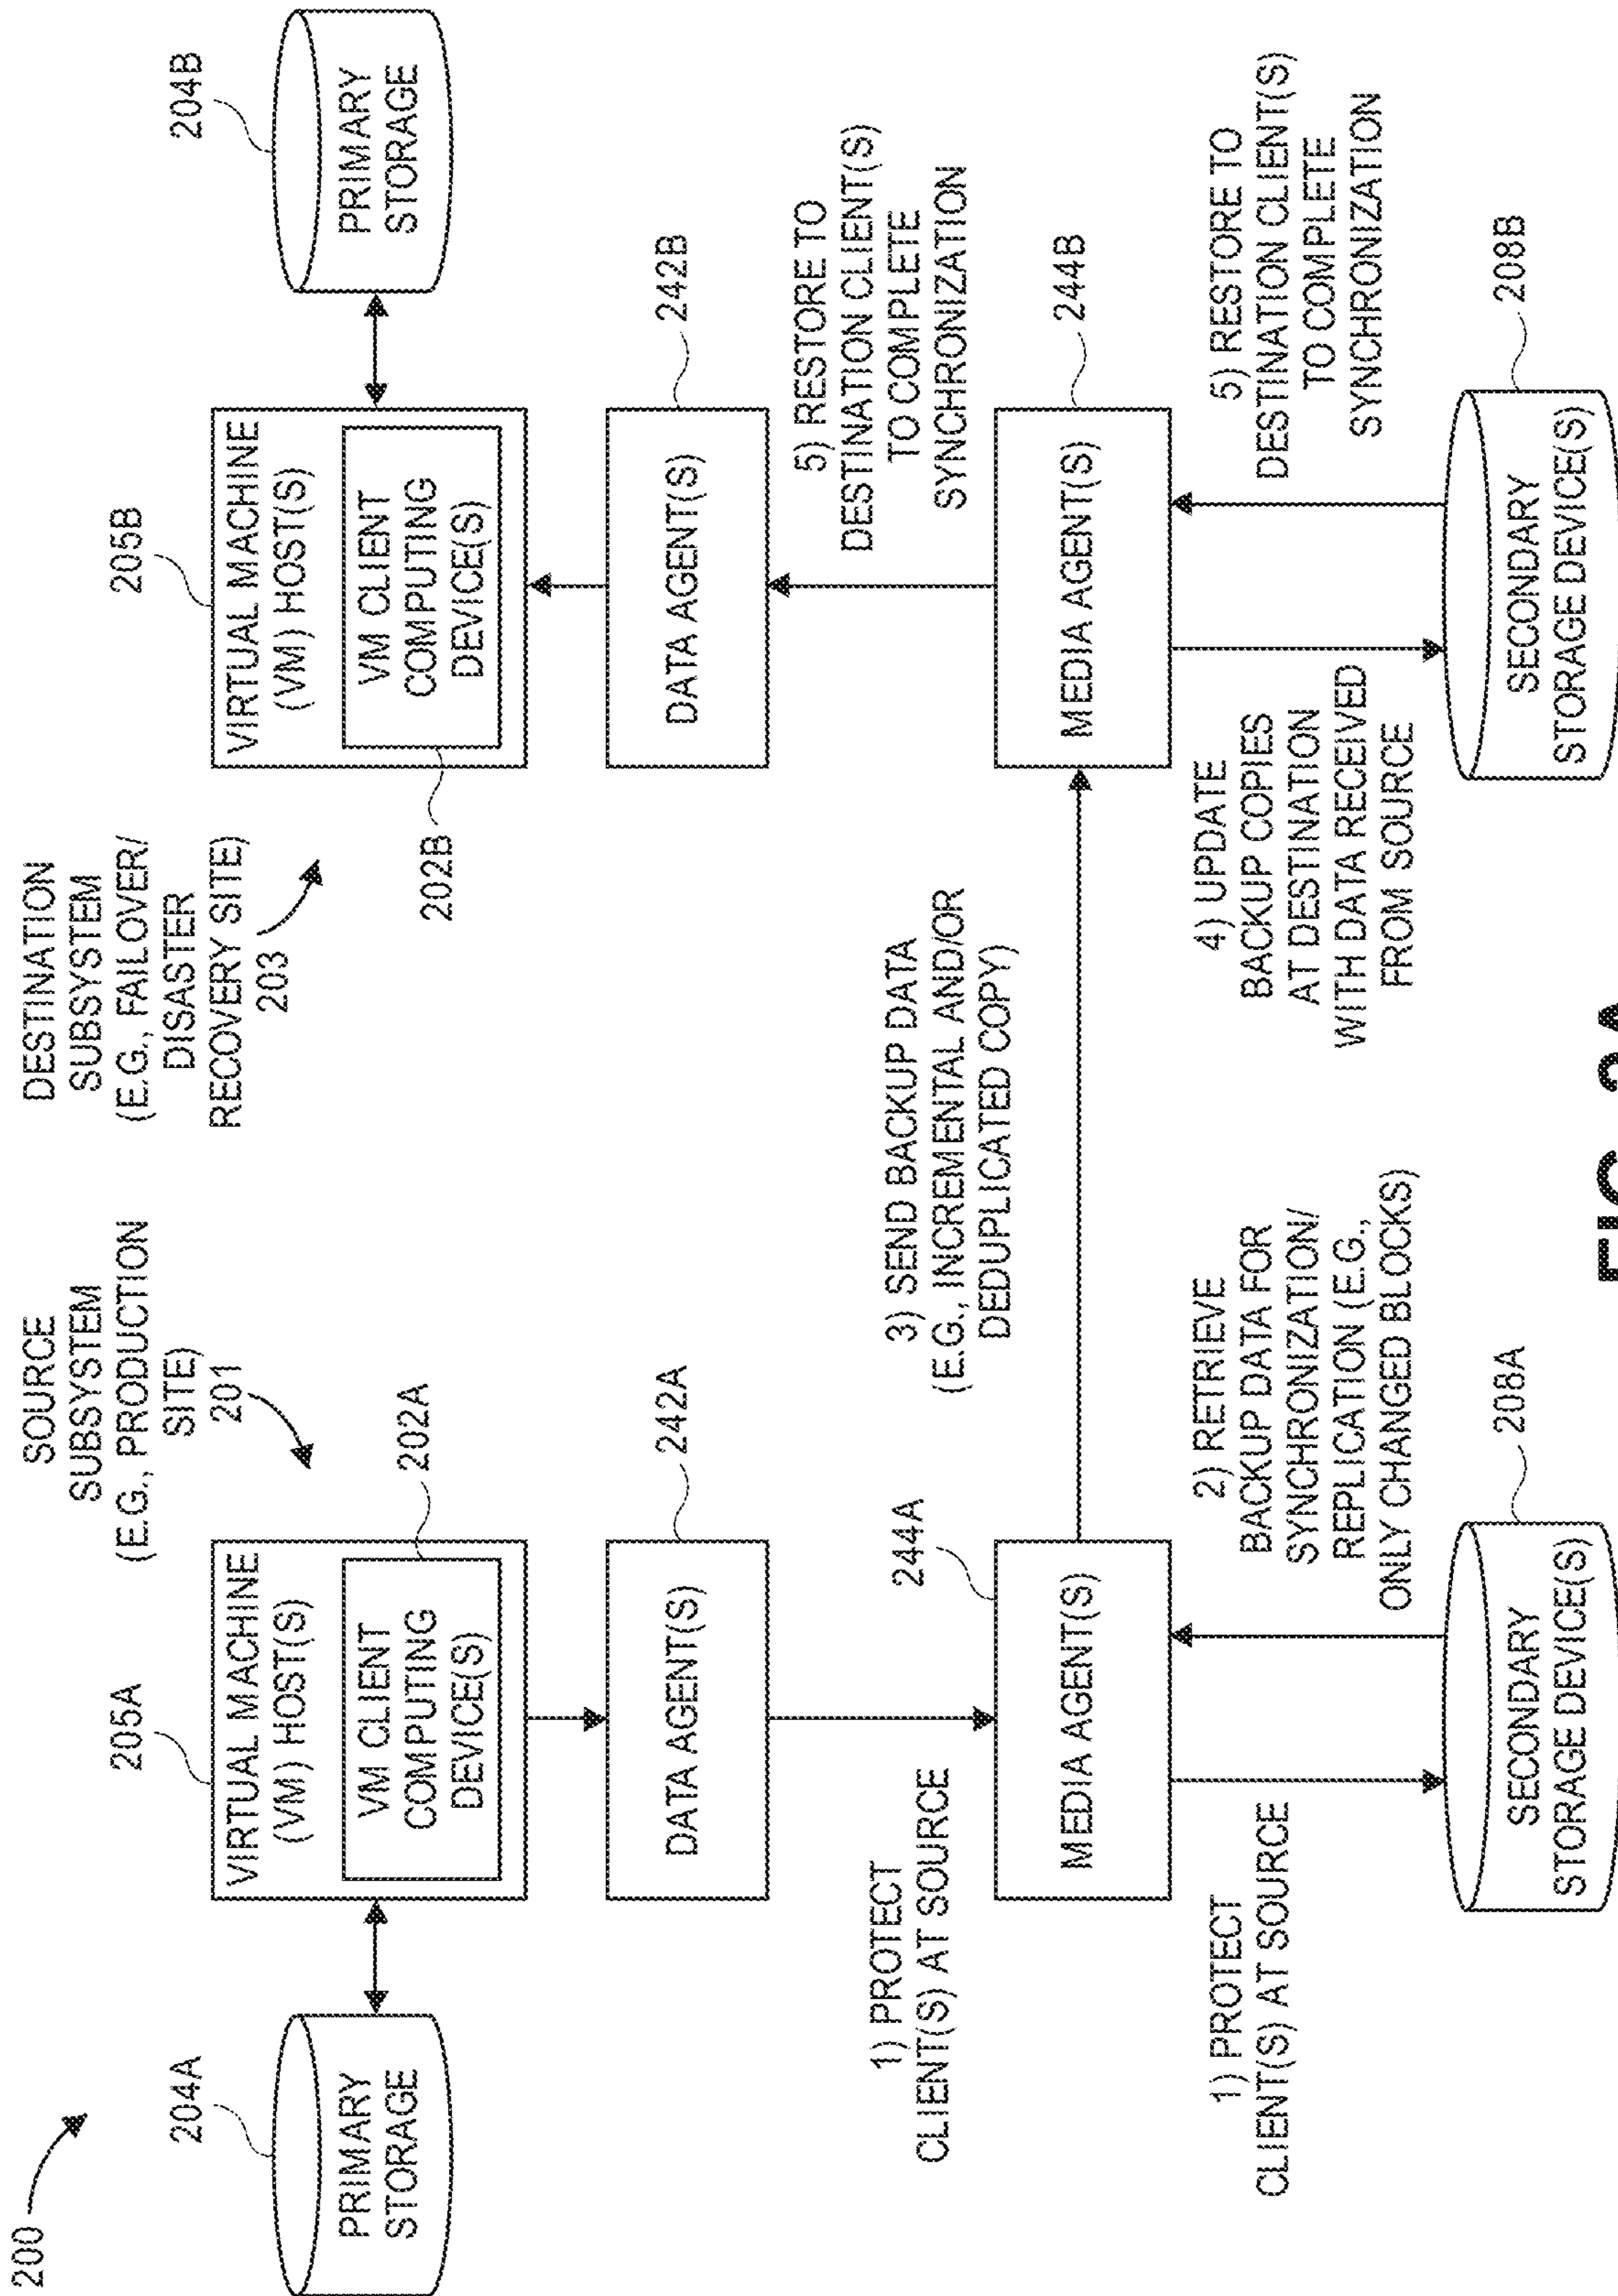 200
SOURCE
SUBSYSTEM
(E.G., PRODUCTION
SITE)
201
DESTINATION
SUBSYSTEM
(E.G., FAILOVER/
DISASTER
RECOVERY SITE)
203
204A
PRIMARY
STORAGE
205A
VIRTUAL MACHINE
(VM) HOST(S)
VM CLIENT
COMPUTING
DEVICE(S)
202A
205B
VIRTUAL MACHINE
(VM) HOST(S)
VM CLIENT
COMPUTING
DEVICE(S)
202B
204B
PRIMARY
STORAGE
DATA AGENT(S)
242A
DATA AGENT(S)
242B
1) PROTECT
CLIENT(S) AT SOURCE
3) SEND BACKUP DATA
(E.G., INCREMENTAL AND/OR
DEDUPLICATED COPY)
5) RESTORE TO
DESTINATION CLIENT(S)
TO COMPLETE
SYNCHRONIZATION
MEDIA AGENT(S)
244A
MEDIA AGENT(S)
244B
1) PROTECT
CLIENT(S) AT SOURCE
2) RETRIEVE
BACKUP DATA FOR
SYNCHRONIZATION/
REPLICATION (E.G.,
ONLY CHANGED BLOCKS)
4) UPDATE
BACKUP COPIES
AT DESTINATION
WITH DATA RECEIVED
FROM SOURCE
5) RESTORE TO
DESTINATION CLIENT(S)
TO COMPLETE
SYNCHRONIZATION
SECONDARY
STORAGE DEVICE(S)
208A
SECONDARY
STORAGE DEVICE(S)
208B
FIG.